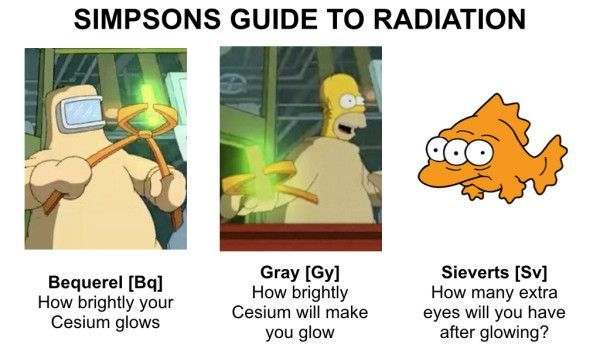 SIMPSONS GUIDE TO RADIATION
Bequerel [Bq]
How brightly your
Cesium glows
Gray [Gy]
How brightly
Cesium will make
you glow
Sieverts [Sv]
How many extra
eyes will you have
after glowing?